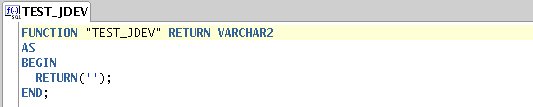 TEST_JDEV
FUNCTION "TEST_JDEV" RETURN VARCHAR2
AS
BEGIN
  RETURN('');
END;